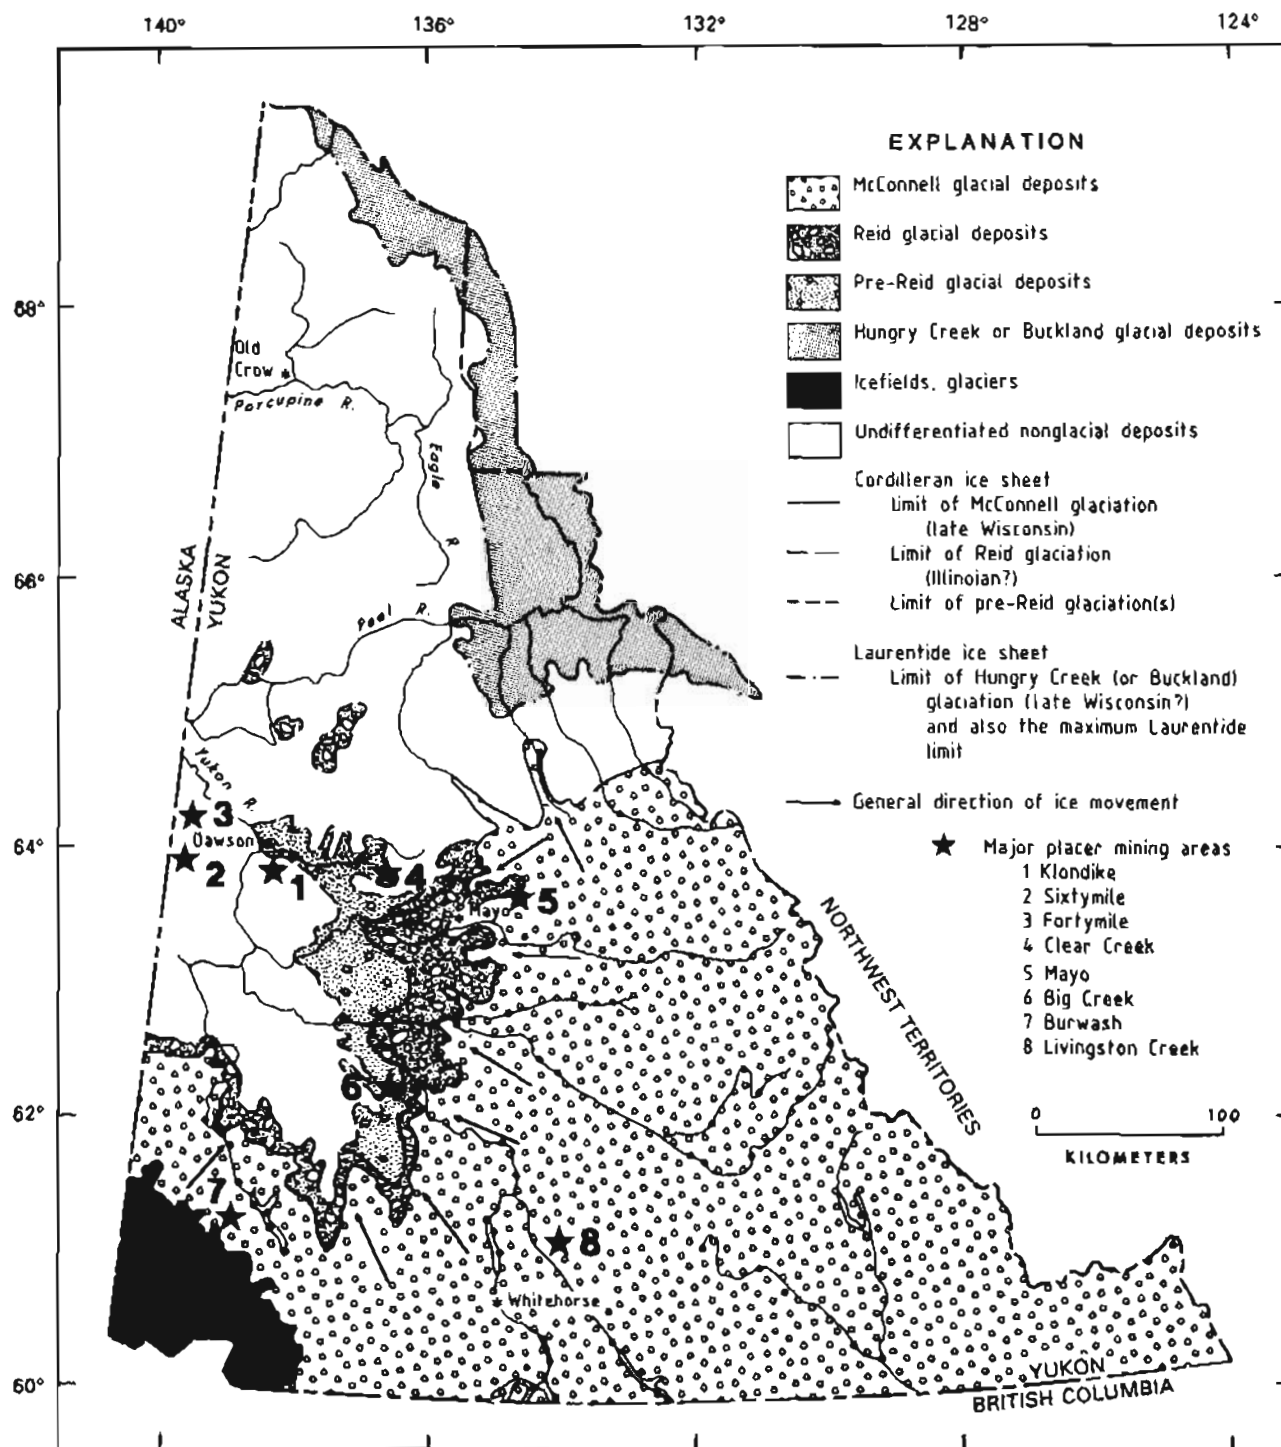 140° 136° 132° 128° 124°
EXPLANATION
McConnell glacial deposits
Reid glacial deposits
Pre-Reid glacial deposits
Hungry Creek or Buckland glacial deposits
Icefields, glaciers
Undifferentiated nonglacial deposits
Cordilleran ice sheet
Limit of McConnell glaciation
(late Wisconsin)
Limit of Reid glaciation
(Illinoian?)
Limit of pre-Reid glaciation(s)
Laurentide ice sheet
Limit of Hungry Creek (or Buckland)
glaciation (late Wisconsin?)
and also the maximum Laurentide
limit
General direction of ice movement
Major placer mining areas
1 Klondike
2 Sixtymile
3 Fortymile
4 Clear Creek
5 Mayo
6 Big Creek
7 Burwash
8 Livingston Creek
0 100
KILOMETERS
68°
66°
64°
62°
60°
Old
Crow
Porcupine R.
Eagle
R.
ALASKA
YUKON
Peel R.
Yukon R.
3
Dawson
2
1
4
5
Mayo
6
7
8
Whitehorse
NORTHWEST TERRITORIES
YUKON
BRITISH COLUMBIA